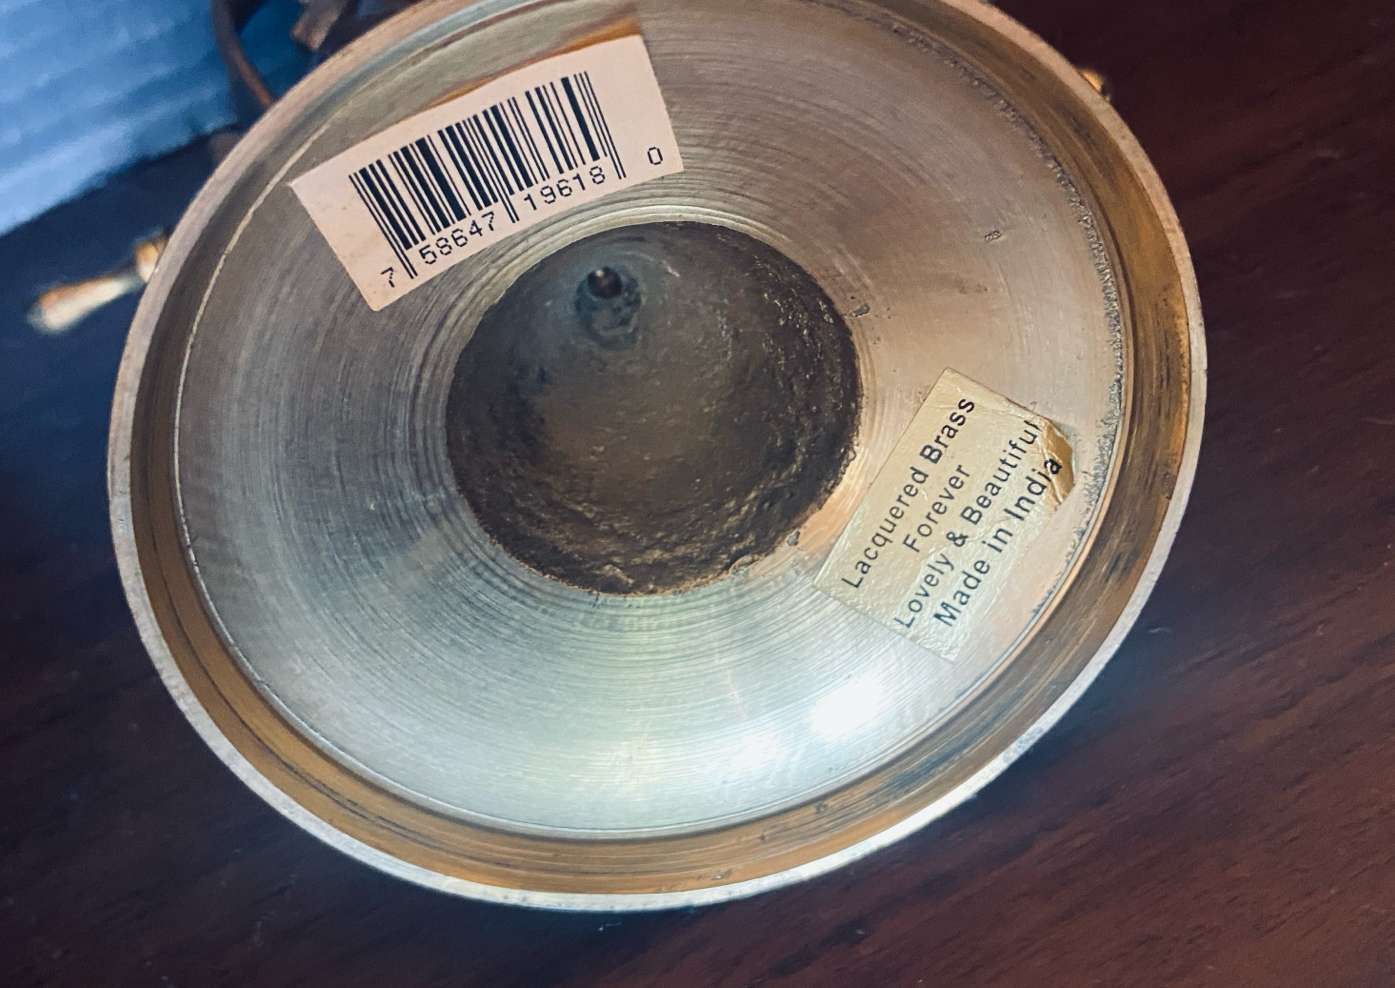 7 58647 19618 0
Lacquered Brass
Forever
Lovely & Beautiful
Made in India